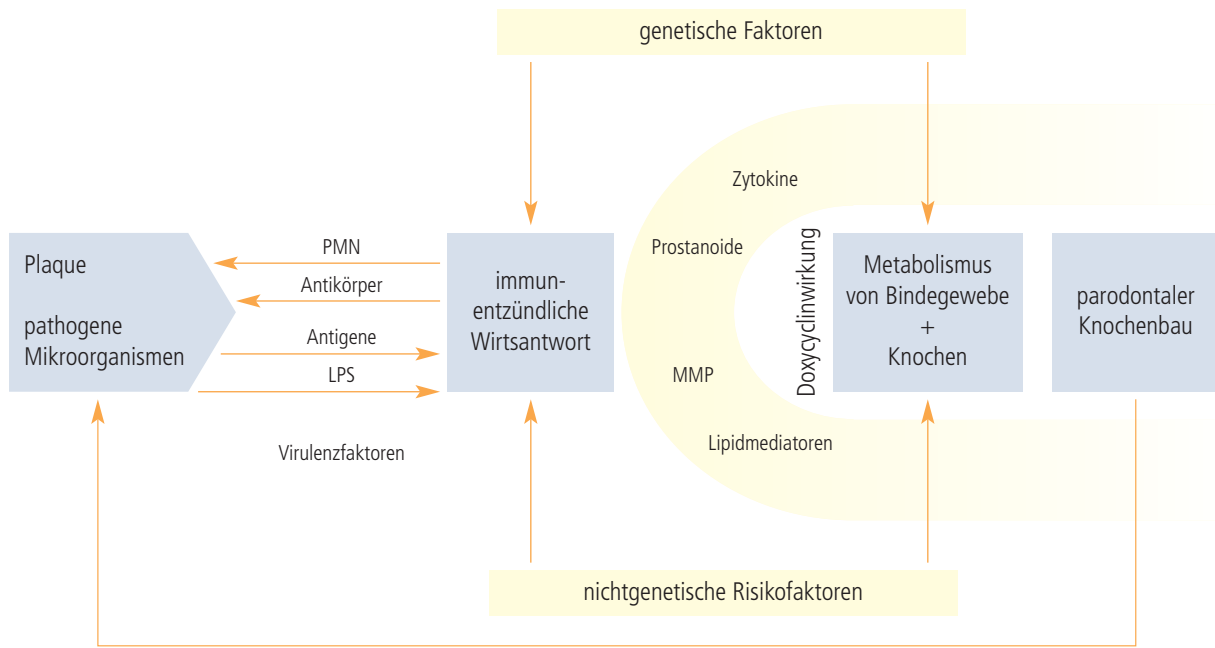 genetische Faktoren
Zytokine
Prostanoide
MMP
Lipidmediatoren
Doxycyclinwirkung
Plaque
pathogene
Mikroorganismen
PMN
Antikörper
Antigene
LPS
Virulenzfaktoren
immun-
entzündliche
Wirtsantwort
Metabolismus
von Bindegewebe
+
Knochen
parodontaler
Knochenbau
nichtgenetische Risikofaktoren